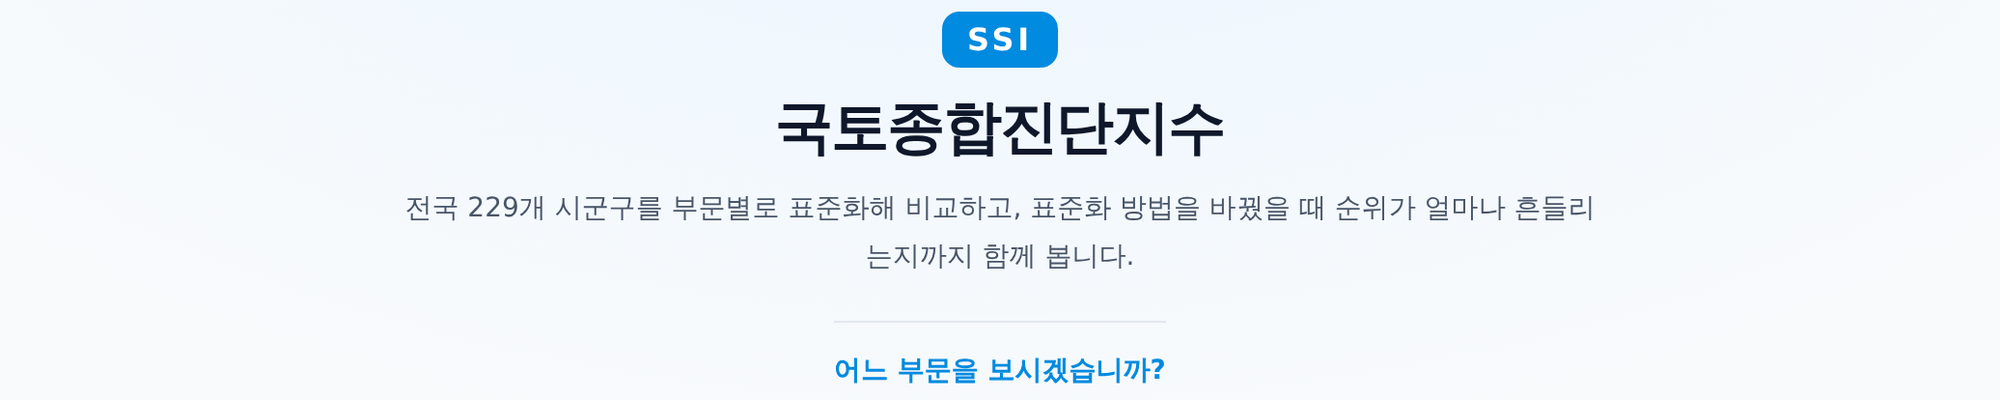 SSI
국토종합진단지수
전국 229개 시군구를 부문별로 표준화해 비교하고, 표준화 방법을 바꿨을 때 순위가 얼마나 흔들리
는지까지 함께 봅니다.
어느 부문을 보시겠습니까?